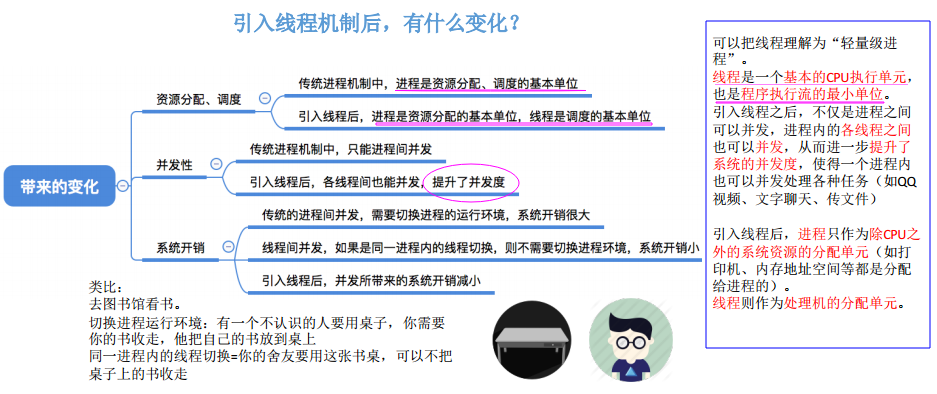 引入线程机制后，有什么变化？
带来的变化
资源分配、调度
传统进程机制中，进程是资源分配、调度的基本单位
引入线程后，进程是资源分配的基本单位，线程是调度的基本单位
并发性
传统进程机制中，只能进程间并发
引入线程后，各线程间也能并发，提升了并发度
系统开销
传统的进程间并发，需要切换进程的运行环境，系统开销很大
线程间并发，如果是同一进程内的线程切换，则不需要切换进程环境，系统开销小
引入线程后，并发所带来的系统开销减小
类比：
去图书馆看书。
切换进程运行环境：有一个不认识的人要用桌子，你需要
你的书收走，他把自己的书放到桌上
同一进程内的线程切换=你的舍友要用这张书桌，可以不把
桌子上的书收走
可以把线程理解为“轻量级进
程”。
线程是一个基本的CPU执行单元，
也是程序执行流的最小单位。
引入线程之后，不仅是进程之间
可以并发，进程内的各线程之间
也可以并发，从而进一步提升了
系统的并发度，使得一个进程内
也可以并发处理各种任务（如QQ
视频、文字聊天、传文件）
引入线程后，进程只作为除CPU之
外的系统资源的分配单元（如打
印机、内存地址空间等都是分配
给进程的）。
线程则作为处理机的分配单元。